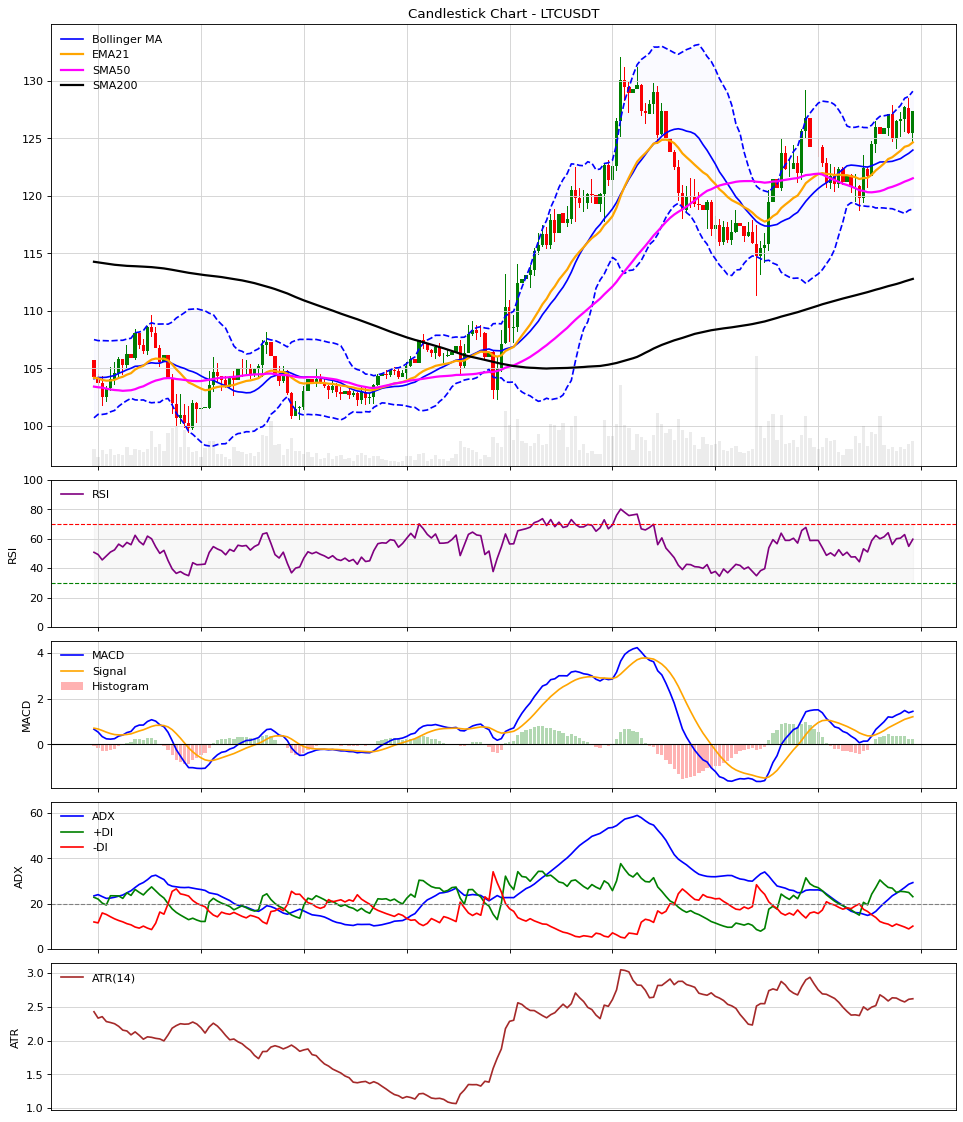 Candlestick Chart - LTCUSDT
Bollinger MA
EMA21
SMA50
SMA200
130
125
120
115
110
105
100
RSI
100
80
60
40
20
0
RSI
MACD
Signal
Histogram
4
2
0
MACD
ADX
+DI
-DI
60
40
20
0
ADX
ATR(14)
3.0
2.5
2.0
1.5
1.0
ATR